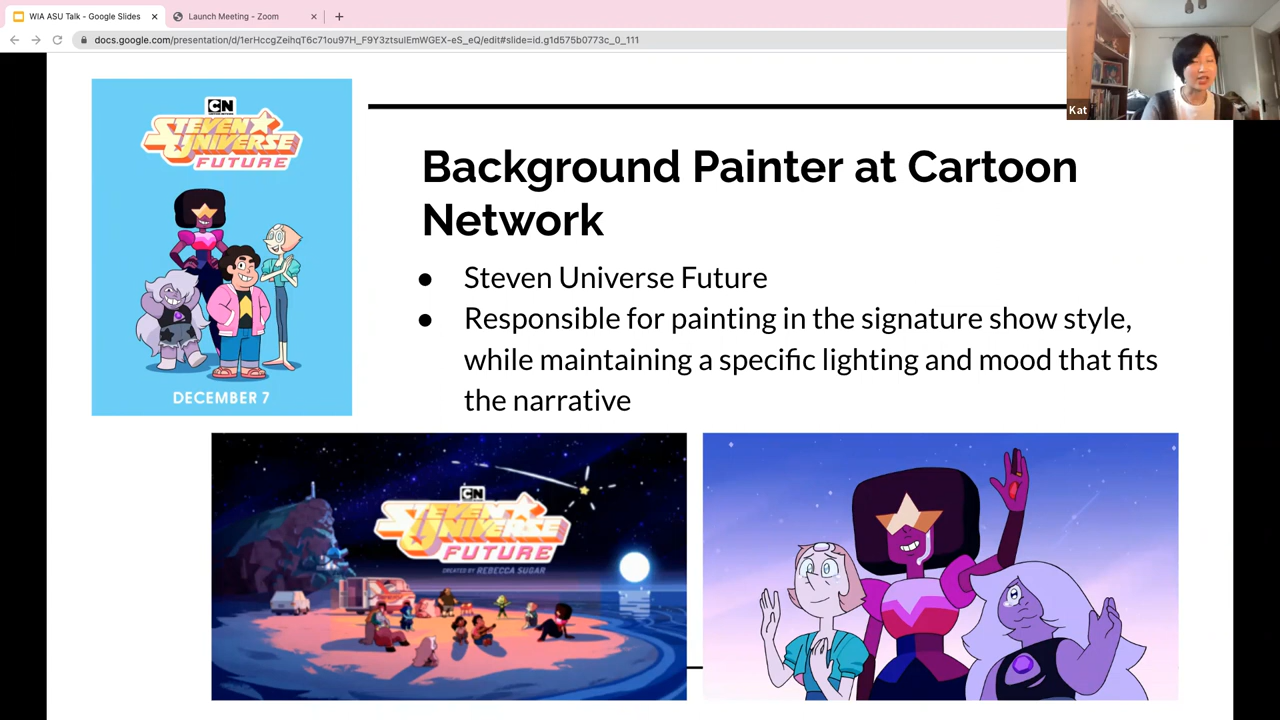 WIA ASU Talk - Google Slides
Launch Meeting - Zoom
docs.google.com/presentation/d/1erHccgZeihqT6c71ou97H_F9Y3ztsulEmWGEX-eS_eQ/edit#slide=id.g1d575b0773c_0_111
Kat
CN
STEVEN
UNIVERSE
FUTURE
DECEMBER 7
Background Painter at Cartoon
Network
● Steven Universe Future
● Responsible for painting in the signature show style,
while maintaining a specific lighting and mood that fits
the narrative
CN
STEVEN
UNIVERSE
FUTURE
CREATED BY REBECCA SUGAR